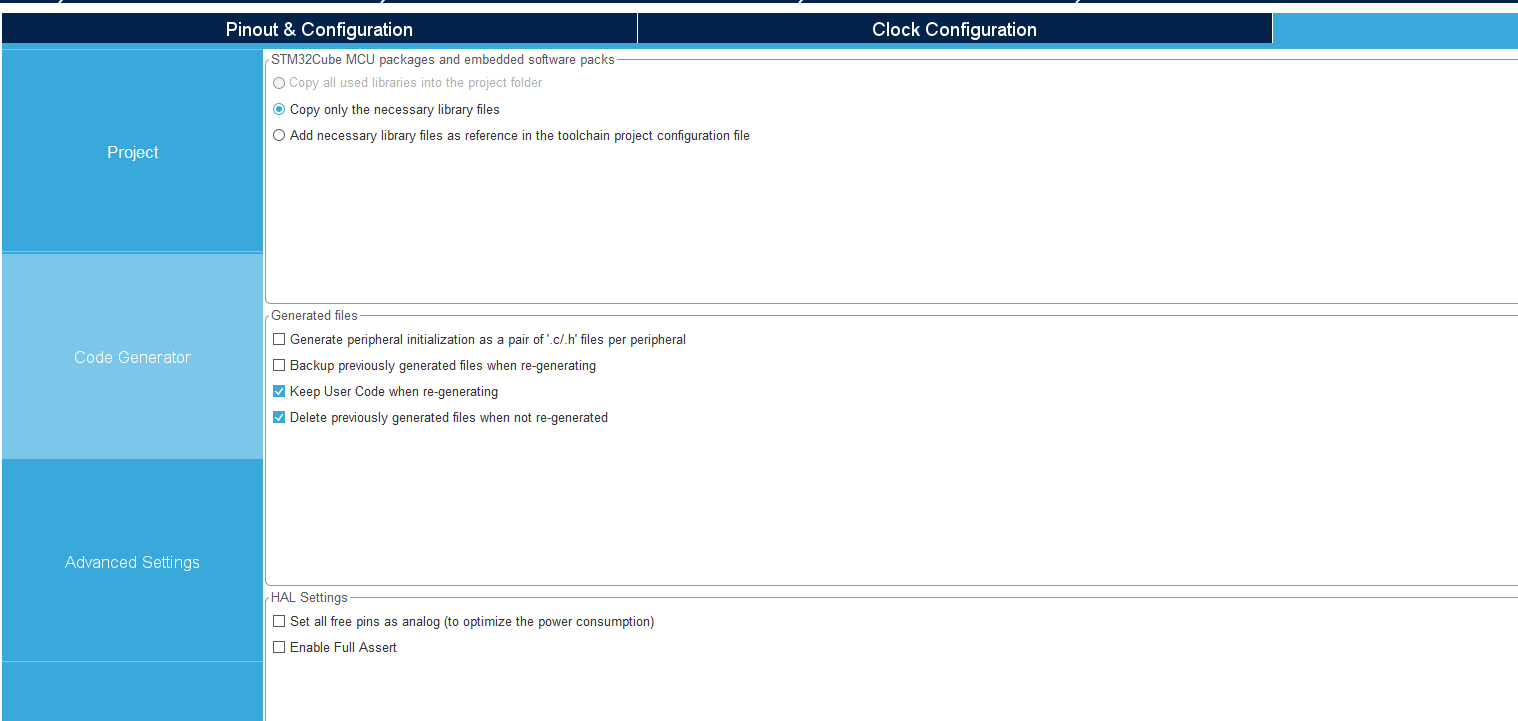 Pinout & Configuration
Clock Configuration
Project
Code Generator
Advanced Settings
STM32Cube MCU packages and embedded software packs
Copy all used libraries into the project folder
Copy only the necessary library files
Add necessary library files as reference in the toolchain project configuration file
Generated files
Generate peripheral initialization as a pair of '.c/.h' files per peripheral
Backup previously generated files when re-generating
Keep User Code when re-generating
Delete previously generated files when not re-generated
HAL Settings
Set all free pins as analog (to optimize the power consumption)
Enable Full Assert